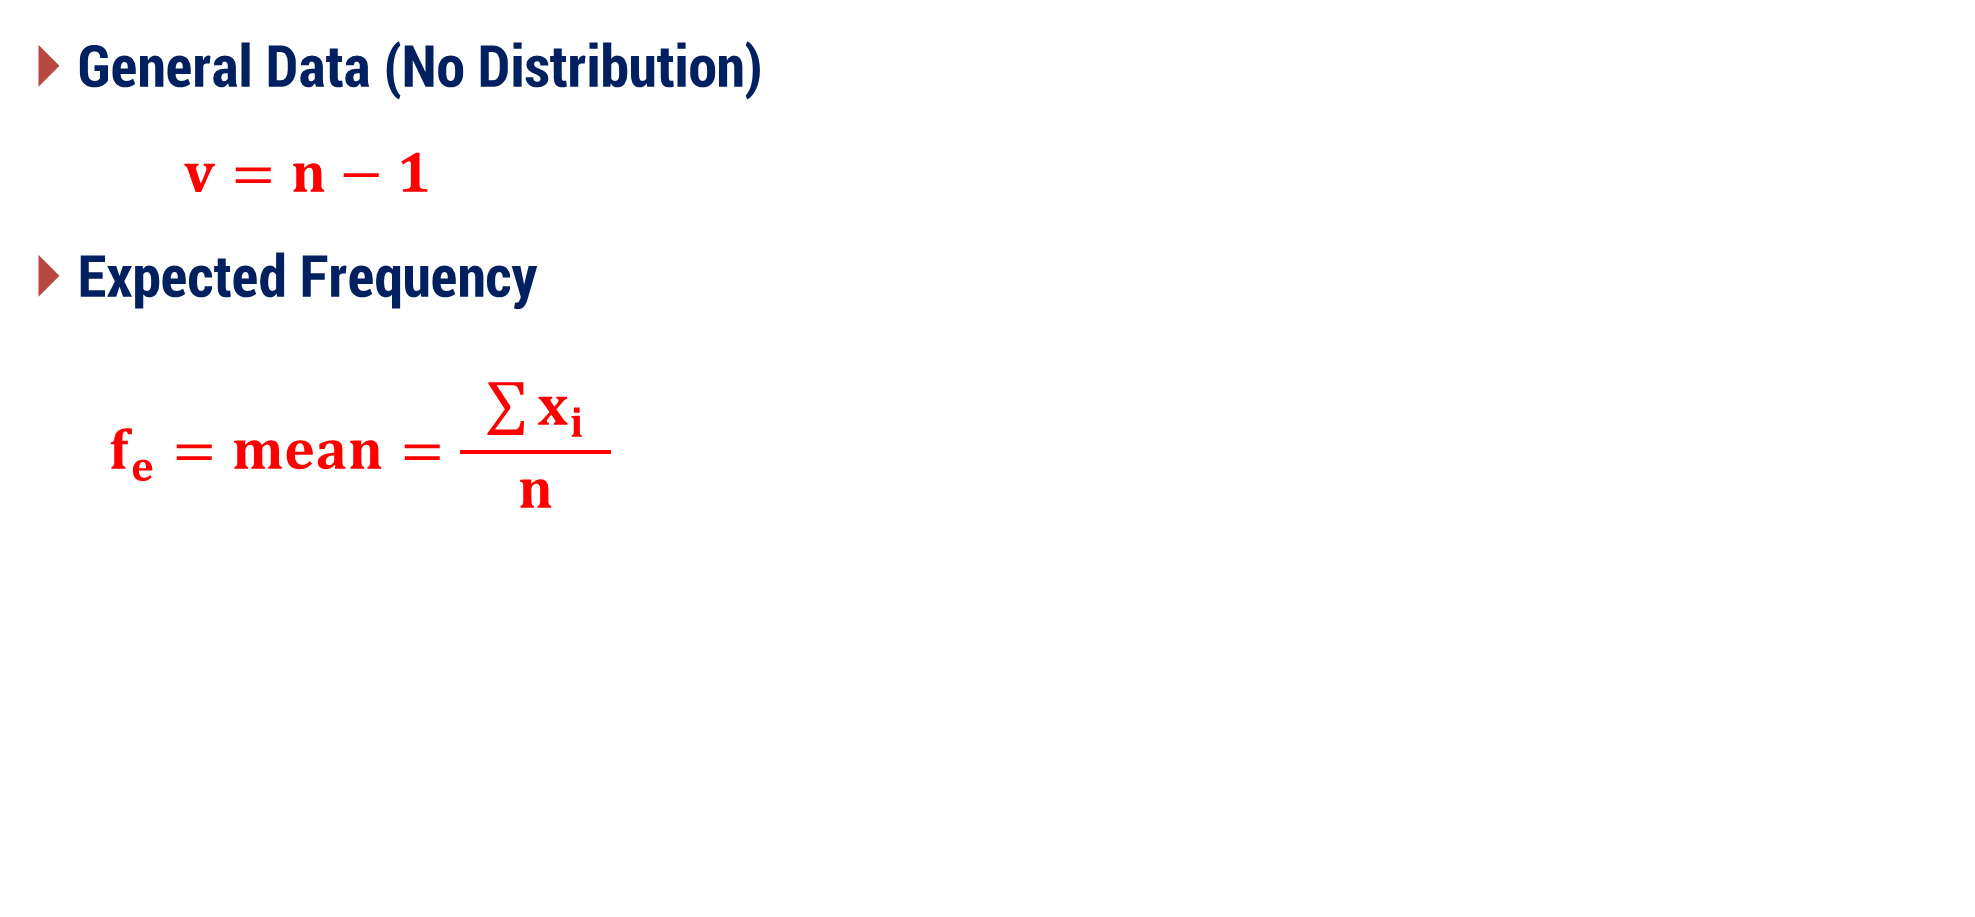 General Data (No Distribution)
v = n − 1
Expected Frequency
fₑ = mean = ∑ xᵢ / n